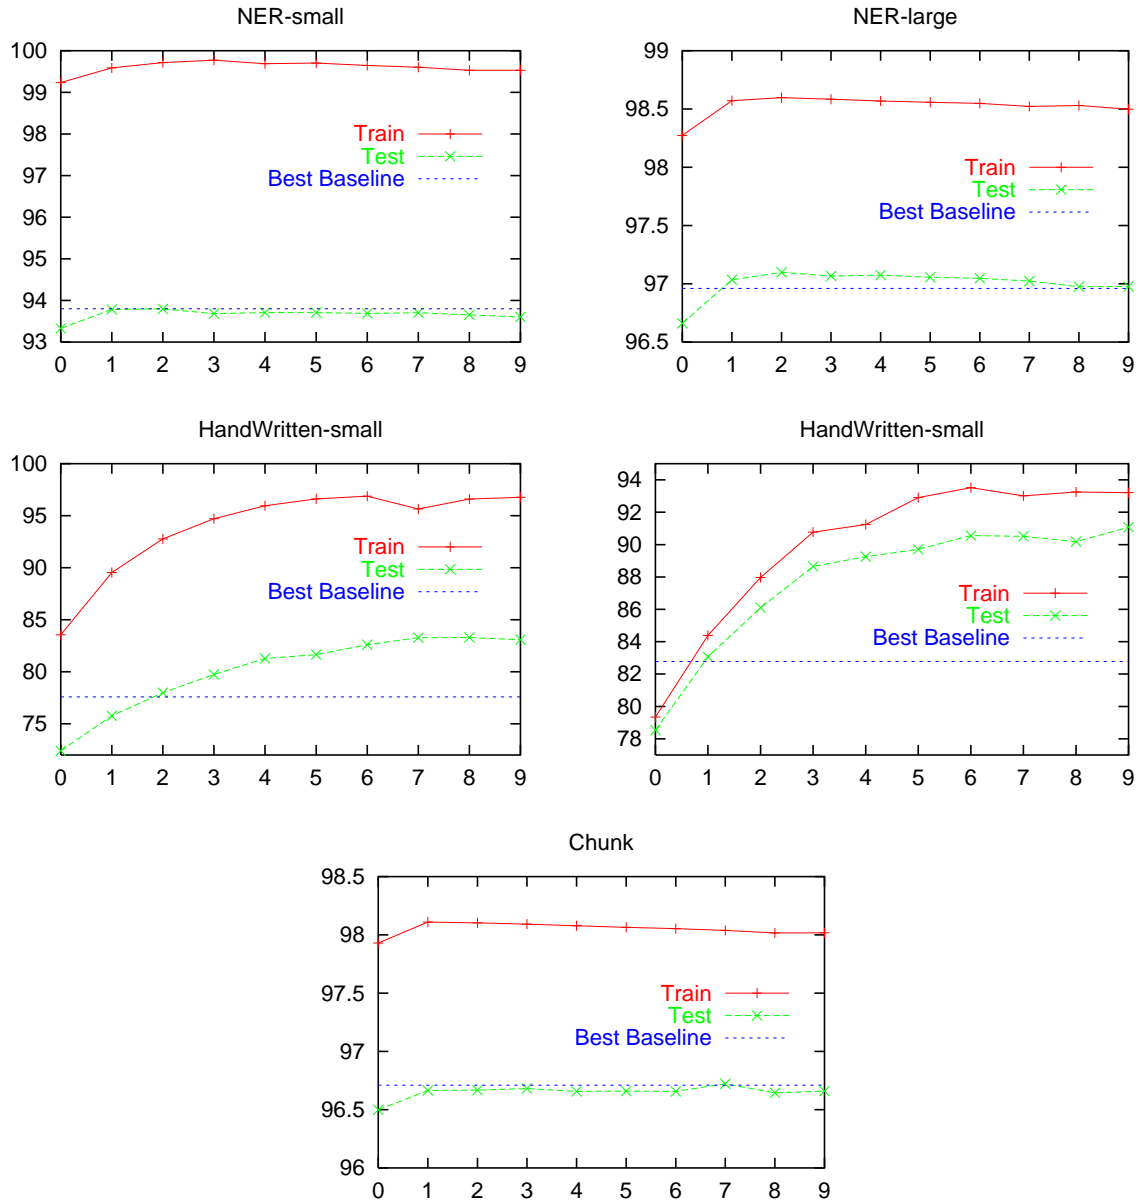 NER-small
100
99
98
97
96
95
94
93
0 1 2 3 4 5 6 7 8 9
Train
Test
Best Baseline
NER-large
99
98.5
98
97.5
97
96.5
0 1 2 3 4 5 6 7 8 9
Train
Test
Best Baseline
HandWritten-small
100
95
90
85
80
75
0 1 2 3 4 5 6 7 8 9
Train
Test
Best Baseline
HandWritten-small
94
92
90
88
86
84
82
80
78
0 1 2 3 4 5 6 7 8 9
Train
Test
Best Baseline
Chunk
98.5
98
97.5
97
96.5
96
0 1 2 3 4 5 6 7 8 9
Train
Test
Best Baseline